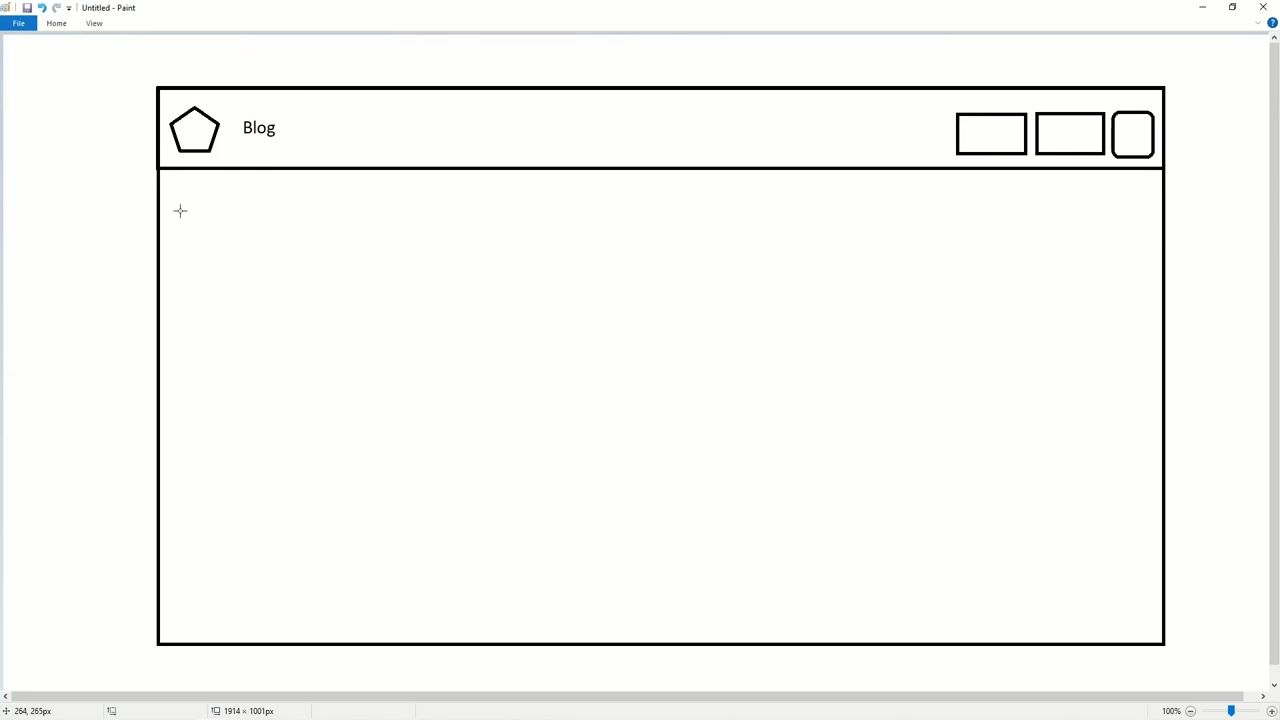 Untitled - Paint
File
Home
View
Blog
264, 265px
1914 × 1001px
100%